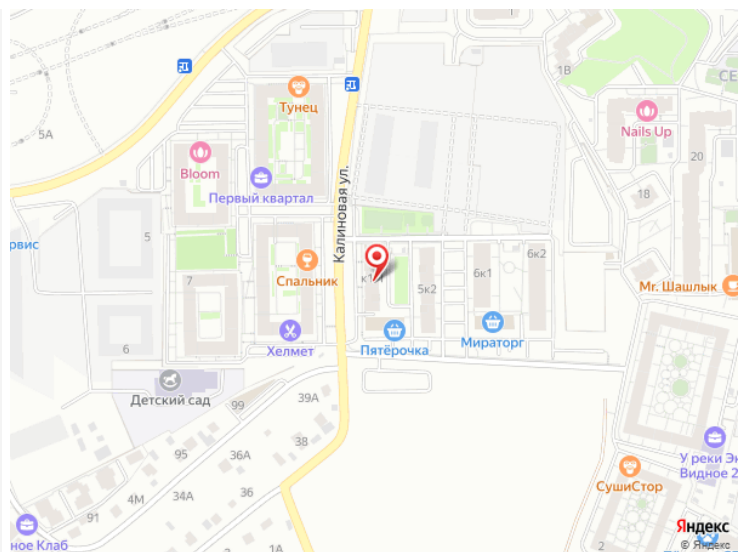 1В
СЕ
Тунец
5А
Nails Up
Bloom
20
Первый квартал
18
Калиновая ул.
5
рвис
6к2
6к1
Спальник
7
5к2
Mr. Шашлык
Хелмет
6
Пятёрочка
Мираторг
Детский сад
99
39А
38
95
36А
У реки Эк
Видное 2
36
34А
4М
СушиСтор
91
ное Клаб
1А
2
Яндекс
© Яндекс